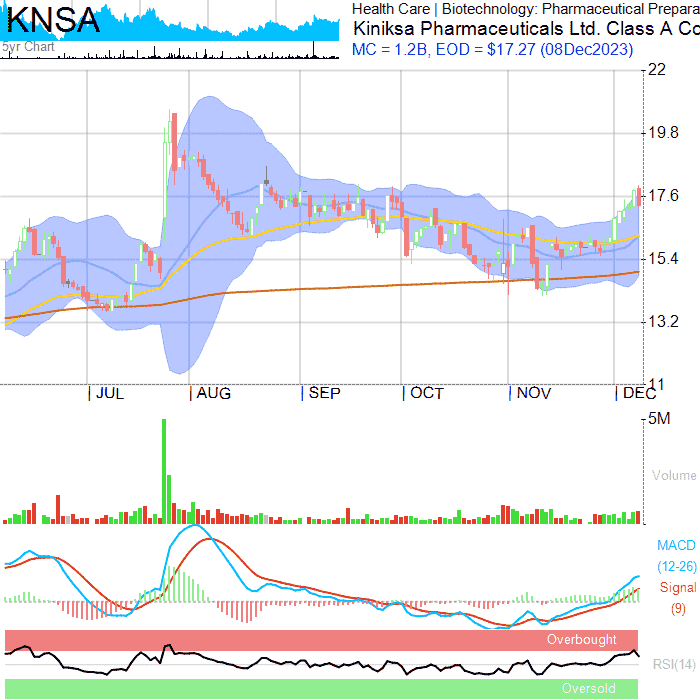 KNSA
Health Care | Biotechnology: Pharmaceutical Prepara
Kiniksa Pharmaceuticals Ltd. Class A Co
5yr Chart
MC = 1.2B, EOD = $17.27 (08Dec2023)
22
19.8
17.6
15.4
13.2
11
JUL AUG SEP OCT NOV DEC
5M
Volume
MACD
(12-26)
Signal
(9)
Overbought
RSI(14)
Oversold